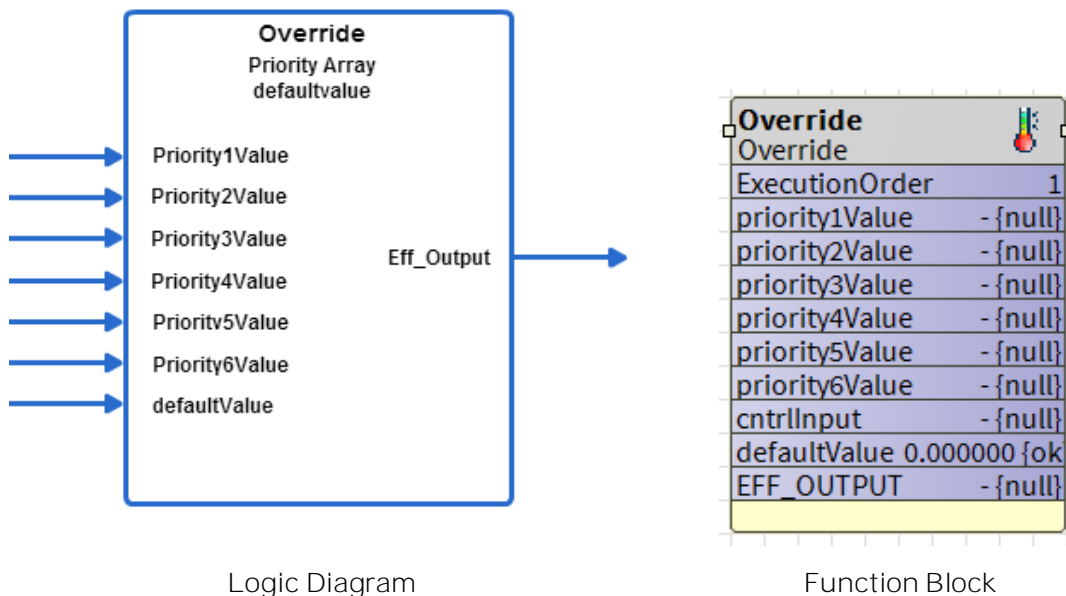 Override
Priority Array
defaultvalue
Priority1Value
Priority2Value
Priority3Value
Priority4Value
Priority5Value
Priority6Value
defaultValue
Eff_Output
Logic Diagram
Override
Override
ExecutionOrder 1
priority1Value - {null}
priority2Value - {null}
priority3Value - {null}
priority4Value - {null}
priority5Value - {null}
priority6Value - {null}
cntrlInput - {null}
defaultValue 0.000000 {ok
EFF_OUTPUT - {null}
Function Block